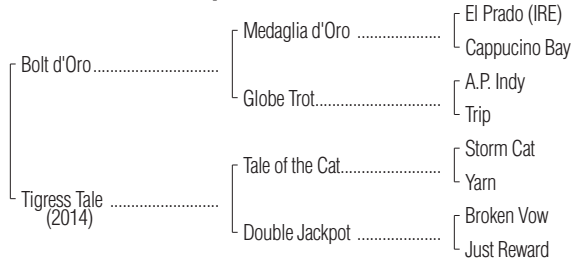 El Prado (IRE)
Medaglia d'Oro ....................
Cappucino Bay
Bolt d'Oro..............................
A.P. Indy
Globe Trot..............................
Trip
Storm Cat
Tale of the Cat........................
Yarn
Tigress Tale ..........................
(2014)
Broken Vow
Double Jackpot ....................
Just Reward